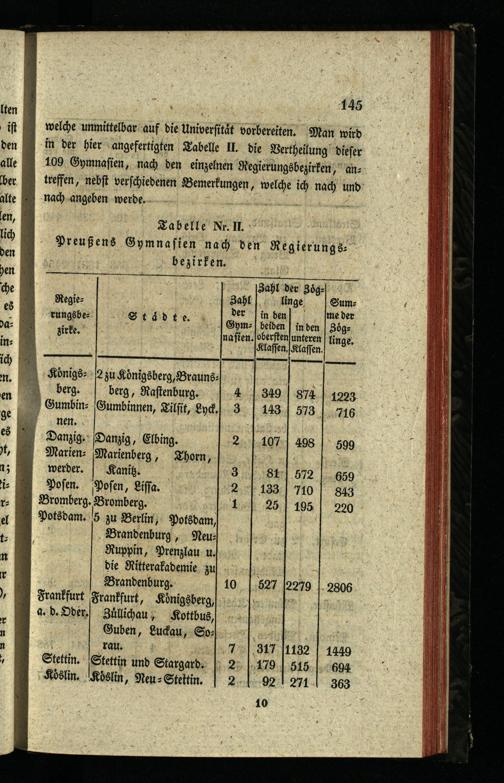 145
welche unmittelbar auf die Universität vorbereiten. Man wird
in der hier angefertigten Tabelle II. die Vertheilung dieser
109 Gymnasien, nach den einzelnen Regierungsbezirken, an-
treffen, nebst verschiedenen Bemerkungen, welche ich nach und
nach angeben werde.
Tabelle Nr. II.
Preußens Gymnasien nach den Regierungs-
bezirken.
Regie-
rungsbe-
zirke.
Städte.
Zahl
der
Gym-
nasien.
Zahl der Zög-
linge
in den
beiden
obersten
Klassen.
in den
unteren
Klassen.
Sum-
me der
Zög-
linge.
Königs- 2 zu Königsberg, Brauns-
berg. berg, Rastenburg. 4 349 874 1223
Gumbin- Gumbinnen, Tilsit, Lyck. 3 143 573 716
nen.
Danzig. Danzig, Elbing. 2 107 498 599
Marien- Marienberg, Thorn,
werder. Kanitz. 3 81 572 659
Posen. Posen, Lissa. 2 133 710 843
Bromberg. Bromberg. 1 25 195 220
Potsdam. 5 zu Berlin, Potsdam,
Brandenburg, Neu-
Ruppin, Prenzlau u.
die Ritterakademie zu
Brandenburg. 10 527 2279 2806
Frankfurt Frankfurt, Königsberg,
a. d. Oder. Züllichau, Kottbus,
Guben, Luckau, So-
rau. 7 317 1132 1449
Stettin. Stettin und Stargard. 2 179 515 694
Köslin. Köslin, Neu-Stettin. 2 92 271 363
10